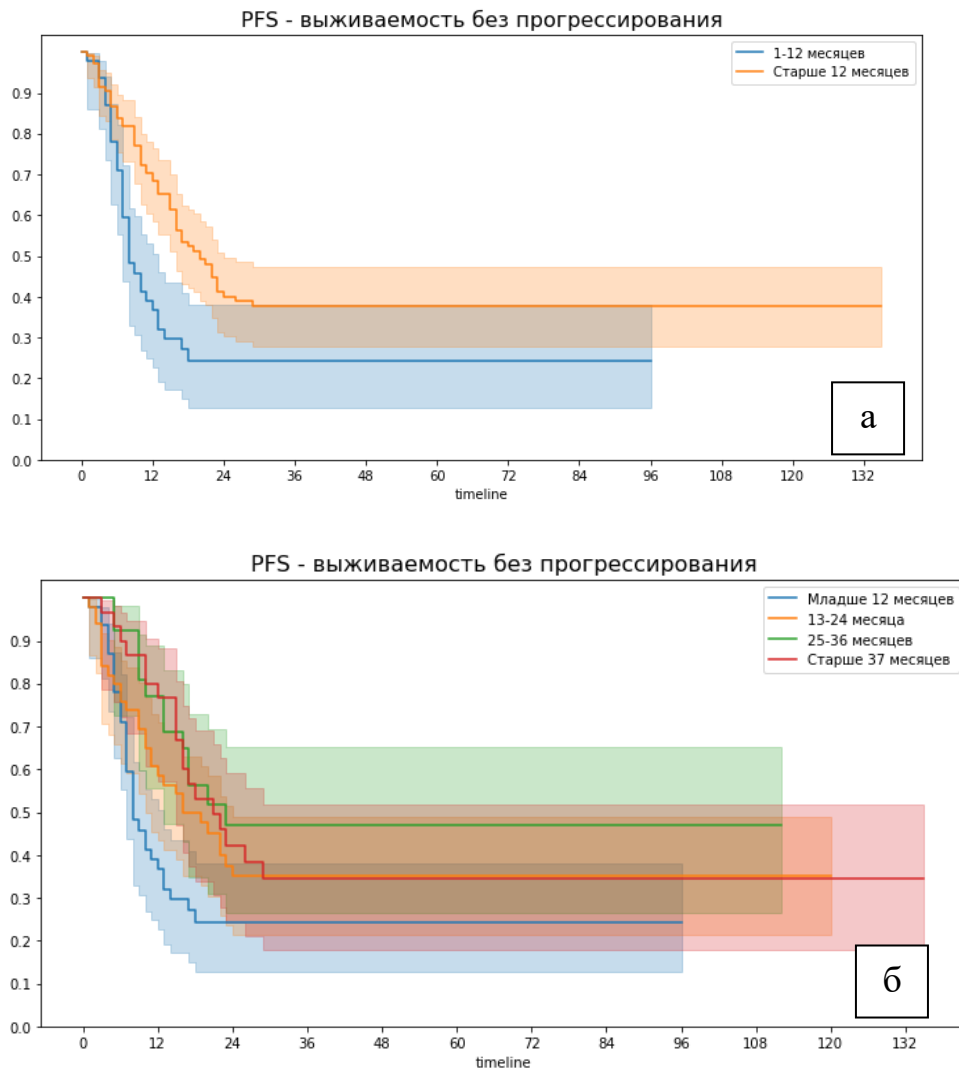 PFS - выживаемость без прогрессирования
1-12 месяцев
Старше 12 месяцев
0.9
0.8
0.7
0.6
0.5
0.4
0.3
0.2
0.1
0.0
а
0 12 24 36 48 60 72 84 96 108 120 132
timeline
PFS - выживаемость без прогрессирования
Младше 12 месяцев
13-24 месяца
25-36 месяцев
Старше 37 месяцев
0.9
0.8
0.7
0.6
0.5
0.4
0.3
0.2
0.1
0.0
б
0 12 24 36 48 60 72 84 96 108 120 132
timeline